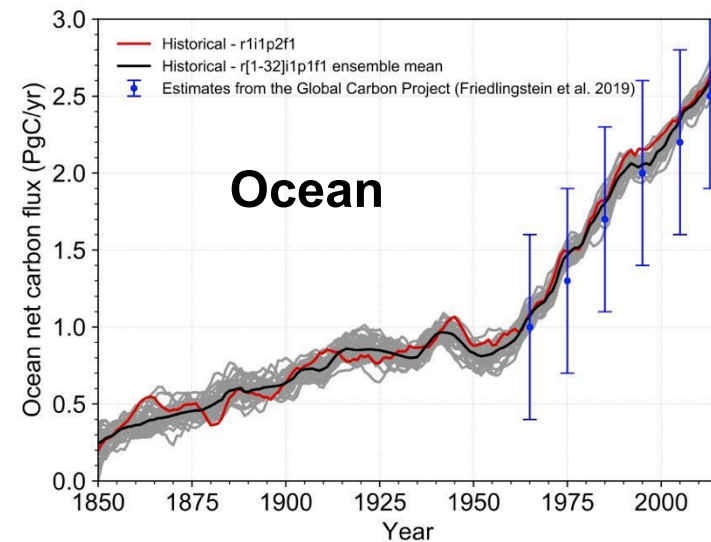 3.0
2.5
2.0
1.5
1.0
0.5
0.0
Ocean net carbon flux (PgC/yr)
Historical - r1i1p2f1
Historical - r[1-32]i1p1f1 ensemble mean
Estimates from the Global Carbon Project (Friedlingstein et al. 2019)
Ocean
1850 1875 1900 1925 1950 1975 2000
Year